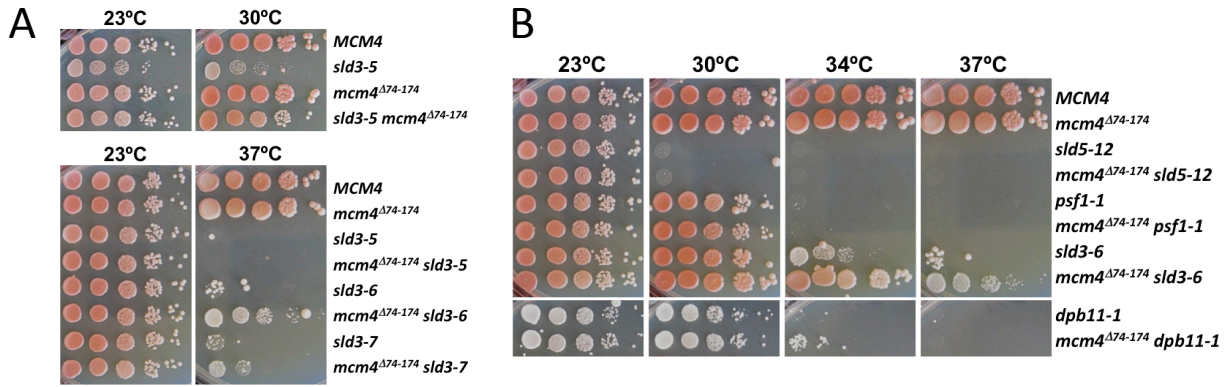 A
23ºC 30ºC
MCM4
sld3-5
mcm4Δ74-174
sld3-5 mcm4Δ74-174
23ºC 37ºC
MCM4
mcm4Δ74-174
sld3-5
mcm4Δ74-174 sld3-5
sld3-6
mcm4Δ74-174 sld3-6
sld3-7
mcm4Δ74-174 sld3-7
B
23ºC 30ºC 34ºC 37ºC
MCM4
mcm4Δ74-174
sld5-12
mcm4Δ74-174 sld5-12
psf1-1
mcm4Δ74-174 psf1-1
sld3-6
mcm4Δ74-174 sld3-6
dpb11-1
mcm4Δ74-174 dpb11-1